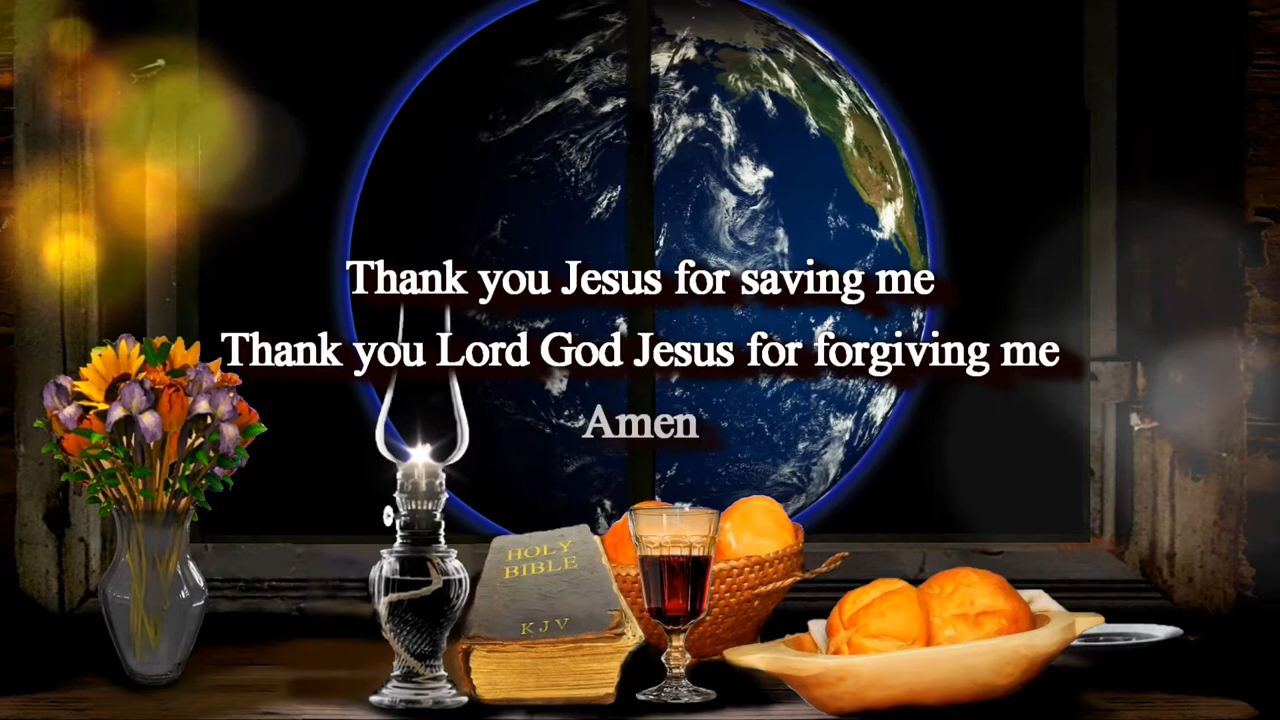 Thank you Jesus for saving me
Thank you Lord God Jesus for forgiving me
Amen
HOLY
BIBLE
KJV